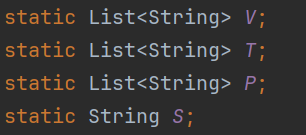 static List<String> V;
static List<String> T;
static List<String> P;
static String S;